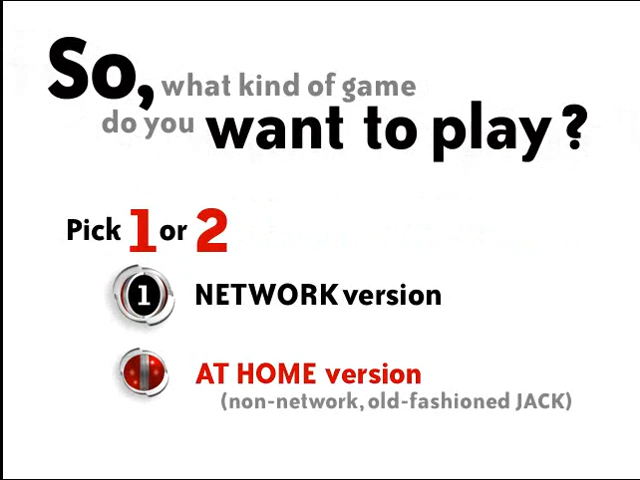 So, what kind of game
do you want to play?
Pick 1 or 2
1 NETWORK version
AT HOME version
(non-network, old-fashioned JACK)